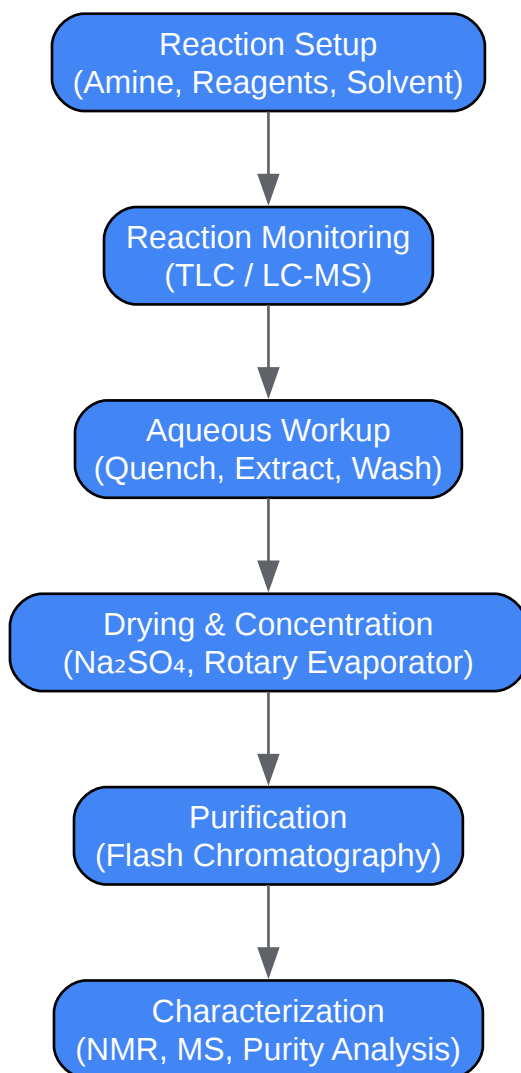 Reaction Setup
(Amine, Reagents, Solvent)
Reaction Monitoring
(TLC / LC-MS)
Aqueous Workup
(Quench, Extract, Wash)
Drying & Concentration
(Na₂SO₄, Rotary Evaporator)
Purification
(Flash Chromatography)
Characterization
(NMR, MS, Purity Analysis)